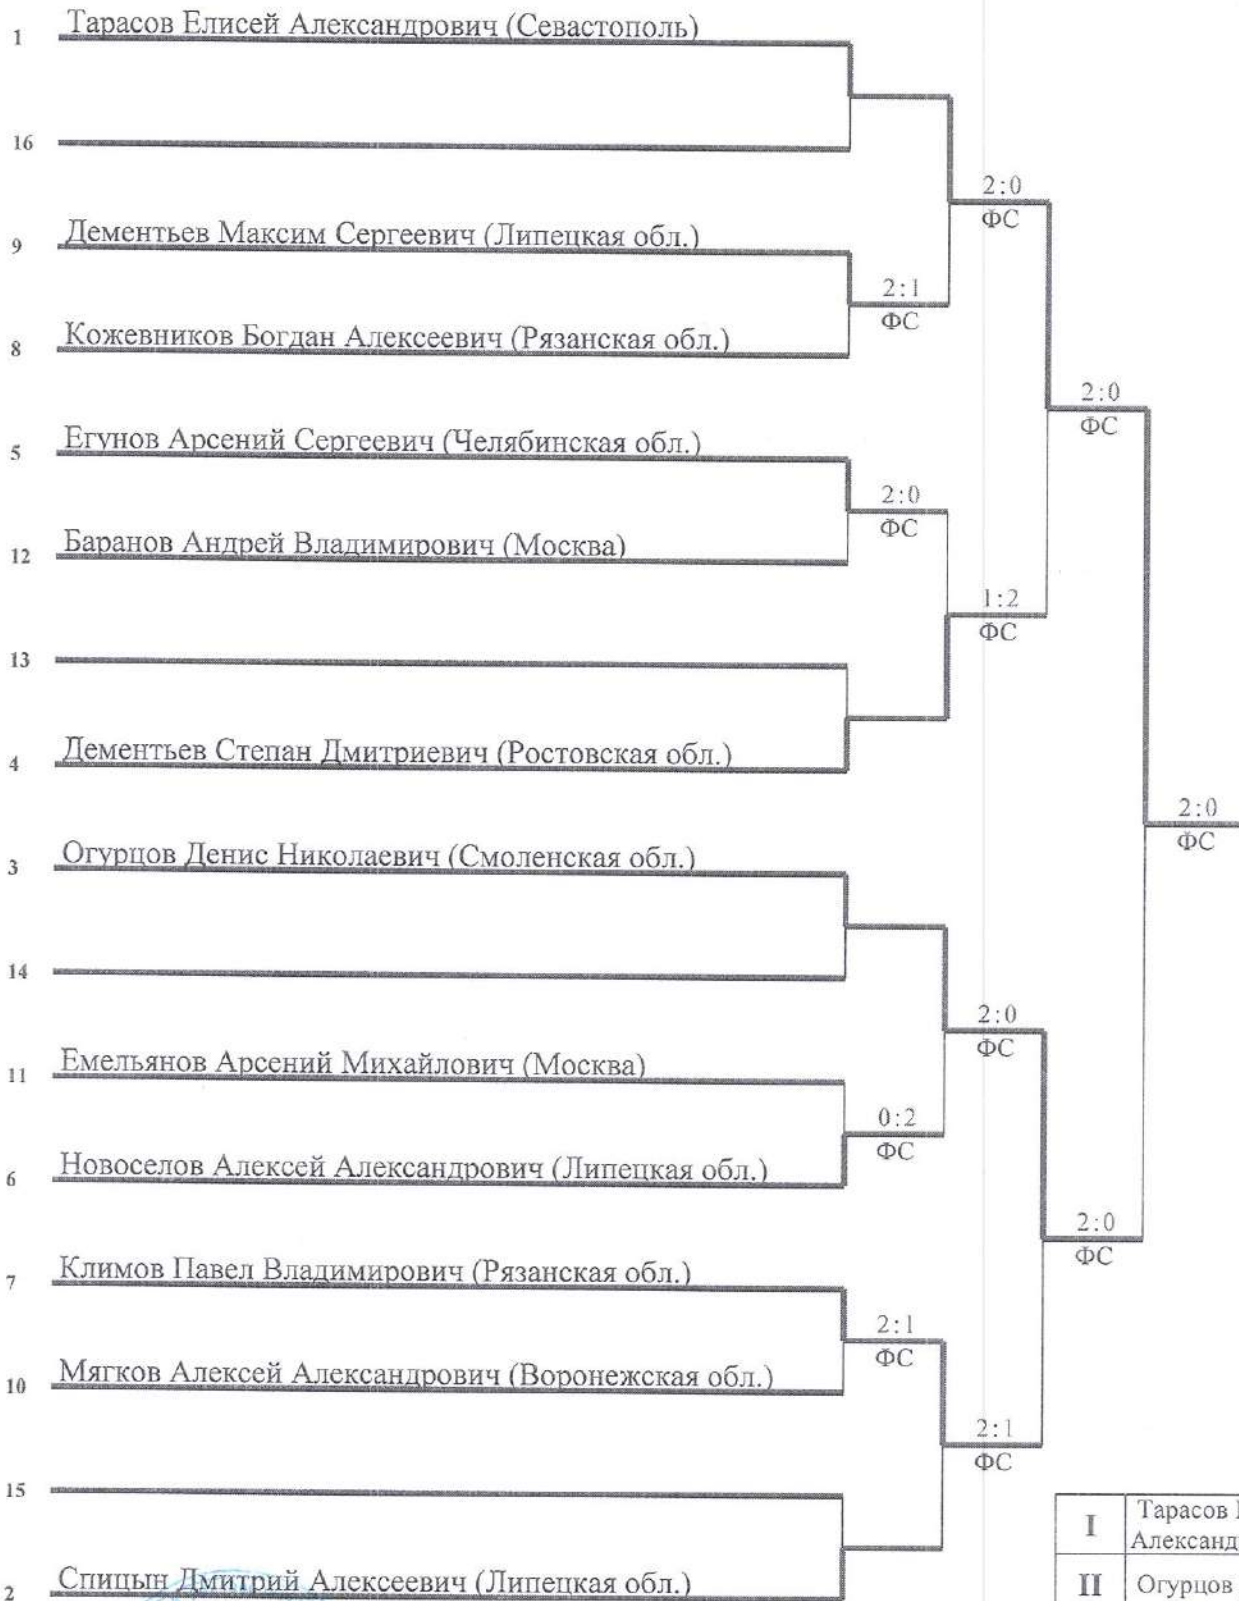 1 Тарасов Елисей Александрович (Севастополь)
16
2:0
ФС
9 Дементьев Максим Сергеевич (Липецкая обл.)
2:1
ФС
8 Кожевников Богдан Алексеевич (Рязанская обл.)
2:0
ФС
5 Егунов Арсений Сергеевич (Челябинская обл.)
2:0
ФС
12 Баранов Андрей Владимирович (Москва)
1:2
ФС
13
4 Дементьев Степан Дмитриевич (Ростовская обл.)
2:0
ФС
3 Огурцов Денис Николаевич (Смоленская обл.)
14
2:0
ФС
11 Емельянов Арсений Михайлович (Москва)
0:2
ФС
6 Новоселов Алексей Александрович (Липецкая обл.)
2:0
ФС
7 Климов Павел Владимирович (Рязанская обл.)
2:1
ФС
10 Мягков Алексей Александрович (Воронежская обл.)
2:1
ФС
15
I Тарасов
Александ
2 Спицын Дмитрий Алексеевич (Липецкая обл.)
II Огурцов